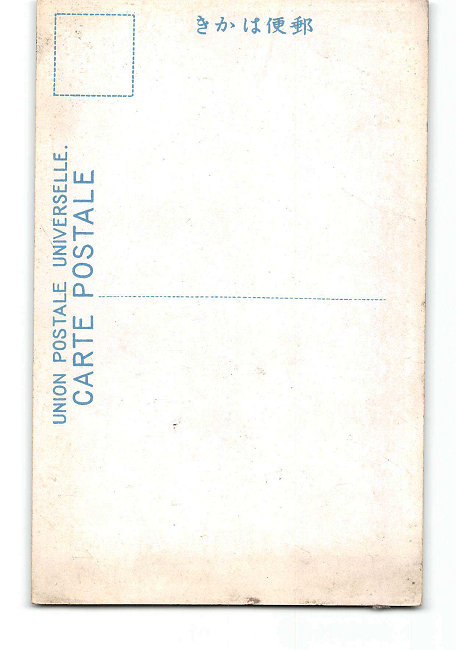 郵便はかき
UNION POSTALE UNIVERSELLE.
CARTE POSTALE